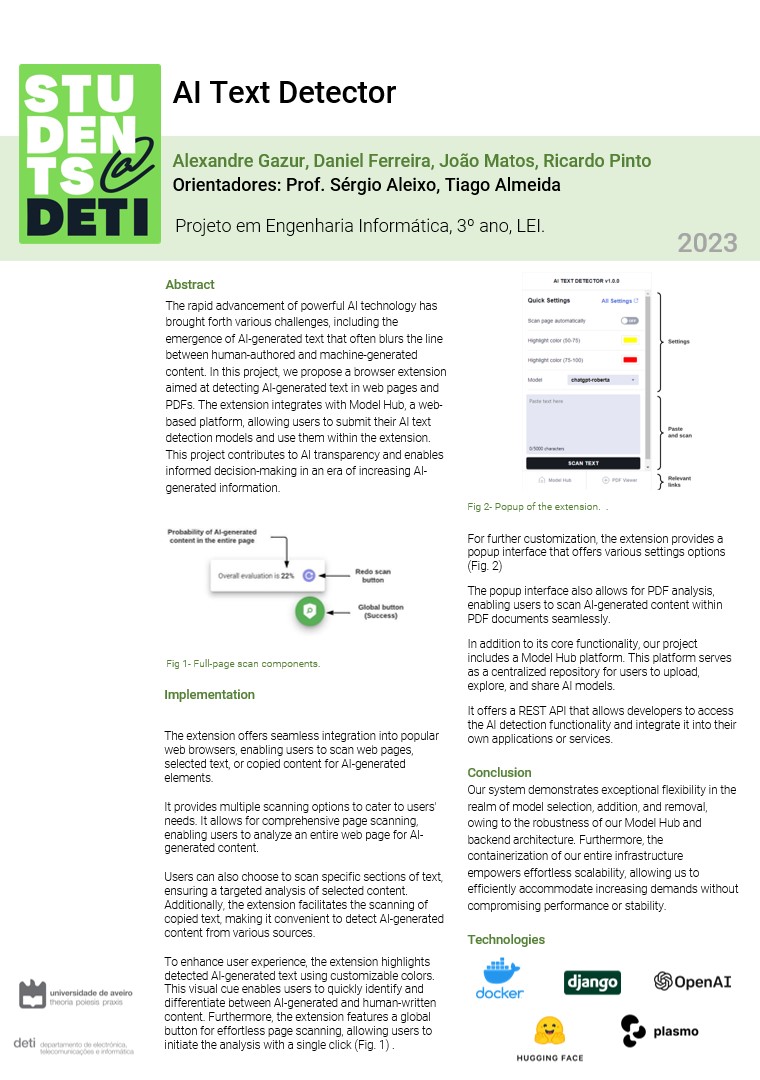 STU
DEN
TS@
DETI
AI Text Detector
Alexandre Gazur, Daniel Ferreira, João Matos, Ricardo Pinto
Orientadores: Prof. Sérgio Aleixo, Tiago Almeida
Projeto em Engenharia Informática, 3º ano, LEI.
2023
Abstract
The rapid advancement of powerful AI technology has
brought forth various challenges, including the
emergence of AI-generated text that often blurs the line
between human-authored and machine-generated
content. In this project, we propose a browser extension
aimed at detecting AI-generated text in web pages and
PDFs. The extension integrates with Model Hub, a web-
based platform, allowing users to submit their AI text
detection models and use them within the extension.
This project contributes to AI transparency and enables
informed decision-making in an era of increasing AI-
generated information.
Probability of AI-generated
content in the entire page
Overall evaluation is 22%
Redo scan
button
Global button
(Success)
Fig 1- Full-page scan components.
Implementation
The extension offers seamless integration into popular
web browsers, enabling users to scan web pages,
selected text, or copied content for AI-generated
elements.
It provides multiple scanning options to cater to users'
needs. It allows for comprehensive page scanning,
enabling users to analyze an entire web page for AI-
generated content.
Users can also choose to scan specific sections of text,
ensuring a targeted analysis of selected content.
Additionally, the extension facilitates the scanning of
copied text, making it convenient to detect AI-generated
content from various sources.
To enhance user experience, the extension highlights
detected AI-generated text using customizable colors.
This visual cue enables users to quickly identify and
differentiate between AI-generated and human-written
content. Furthermore, the extension features a global
button for effortless page scanning, allowing users to
initiate the analysis with a single click (Fig. 1) .
AI TEXT DETECTOR v1.0.0
Quick Settings All Settings
Scan page automatically OFF
Highlight color (50-75)
Highlight color (75-100)
Model chatgpt-roberta
Settings
Paste text here
0/5000 characters
Paste
and scan
SCAN TEXT
Model Hub PDF Viewer
Relevant
links
Fig 2- Popup of the extension. .
For further customization, the extension provides a
popup interface that offers various settings options
(Fig. 2)
The popup interface also allows for PDF analysis,
enabling users to scan AI-generated content within
PDF documents seamlessly.
In addition to its core functionality, our project
includes a Model Hub platform. This platform serves
as a centralized repository for users to upload,
explore, and share AI models.
It offers a REST API that allows developers to access
the AI detection functionality and integrate it into their
own applications or services.
Conclusion
Our system demonstrates exceptional flexibility in the
realm of model selection, addition, and removal,
owing to the robustness of our Model Hub and
backend architecture. Furthermore, the
containerization of our entire infrastructure
empowers effortless scalability, allowing us to
efficiently accommodate increasing demands without
compromising performance or stability.
Technologies
docker
django
OpenAI
HUGGING FACE
plasmo
universidade de aveiro
theoria poiesis praxis
deti departamento de electrónica,
telecomunicações e informática